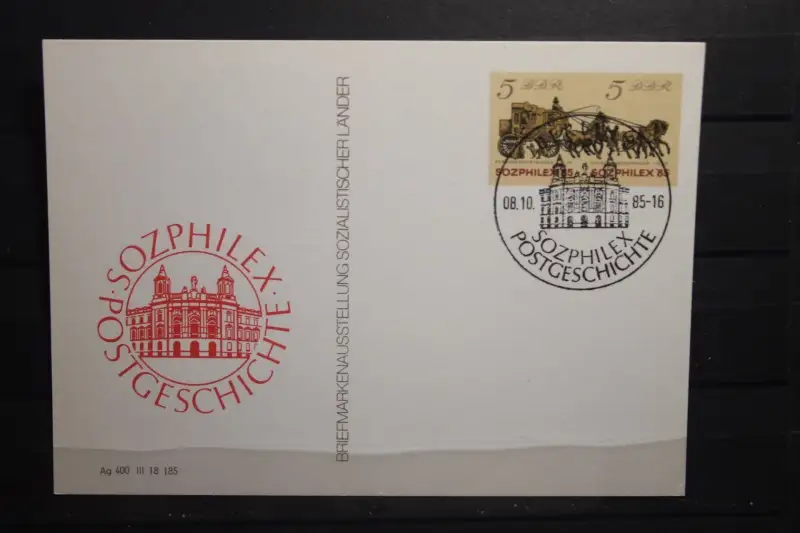 5 DDR 5 DDR
SOZPHILEX 85 SOZPHILEX 85
08.10. 85-16
SOZPHILEX
POSTGESCHICHTE
BRIEFMARKENAUSSTELLUNG SOZIALISTISCHER LÄNDER
· SOZPHILEX ·
POSTGESCHICHTE
Ag 400 III 18 185